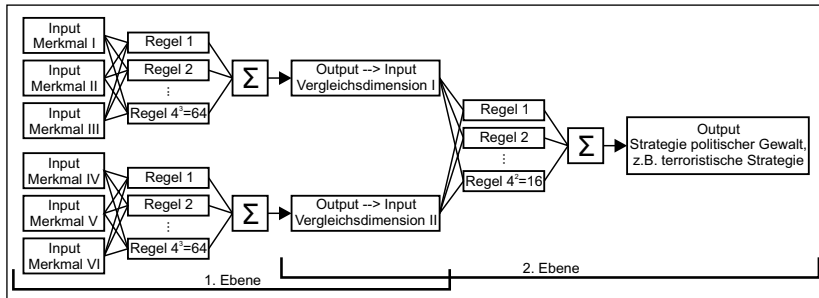 Input
Merkmal I
Input
Merkmal II
Input
Merkmal III
Regel 1
Regel 2
⋮
Regel 4³=64
Σ
Output --> Input
Vergleichsdimension I
Input
Merkmal IV
Input
Merkmal V
Input
Merkmal VI
Regel 1
Regel 2
⋮
Regel 4³=64
Σ
Output --> Input
Vergleichsdimension II
Regel 1
Regel 2
⋮
Regel 4²=16
Σ
Output
Strategie politischer Gewalt,
z.B. terroristische Strategie
1. Ebene
2. Ebene